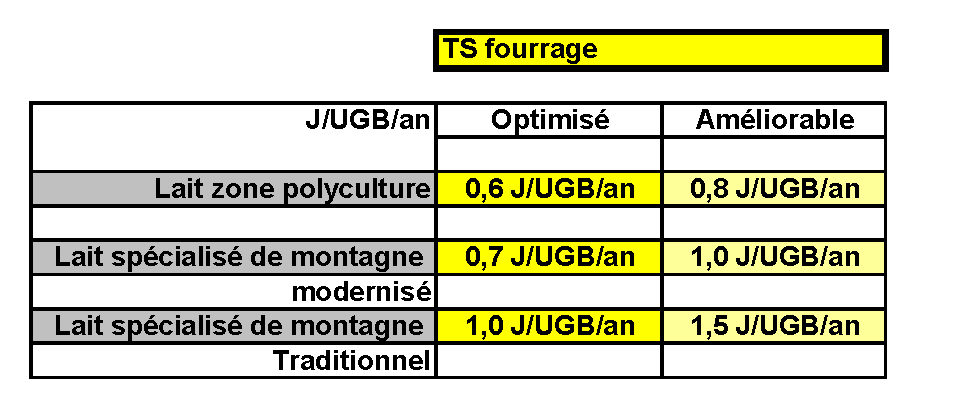 TS fourrage
J/UGB/an Optimisé Améliorable
Lait zone polyculture 0,6 J/UGB/an 0,8 J/UGB/an
Lait spécialisé de montagne 0,7 J/UGB/an 1,0 J/UGB/an
modernisé
Lait spécialisé de montagne 1,0 J/UGB/an 1,5 J/UGB/an
Traditionnel